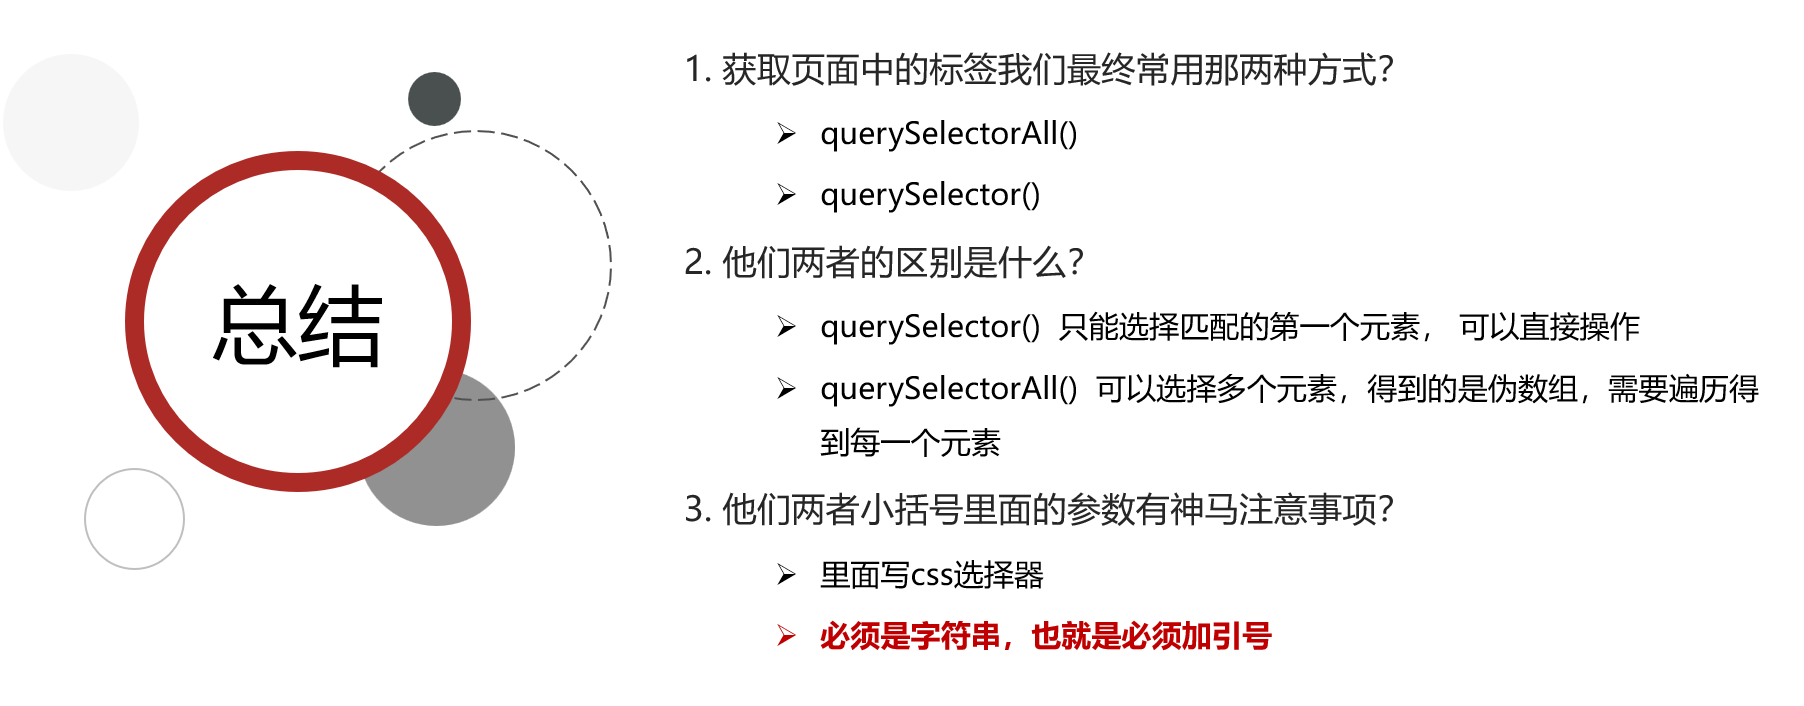 总结
1. 获取页面中的标签我们最终常用那两种方式？
querySelectorAll()
querySelector()
2. 他们两者的区别是什么？
querySelector() 只能选择匹配的第一个元素， 可以直接操作
querySelectorAll() 可以选择多个元素，得到的是伪数组，需要遍历得
到每一个元素
3. 他们两者小括号里面的参数有神马注意事项？
里面写css选择器
必须是字符串，也就是必须加引号